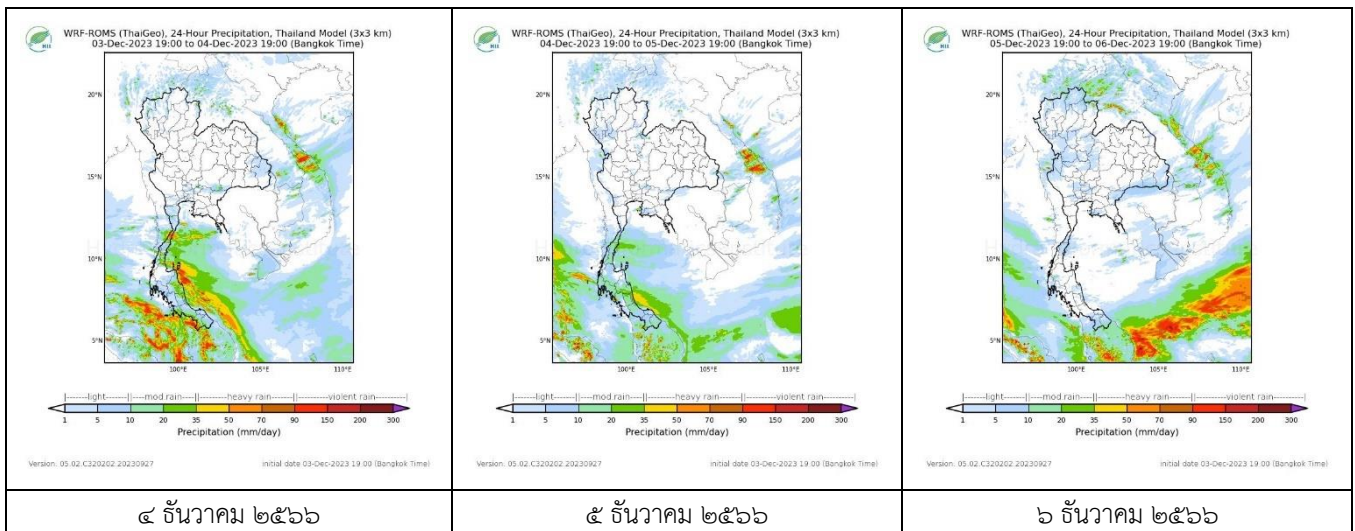 WRF-ROMS (ThaiGeo), 24-Hour Precipitation, Thailand Model (3x3 km)
03-Dec-2023 19:00 to 04-Dec-2023 19:00 (Bangkok Time)
20°N
15°N
10°N
5°N
100°E 105°E 110°E
|-------light-------||----mod rain----||-------heavy rain-------||-------violent rain-------|
1 5 10 20 35 50 70 90 150 200 300
Precipitation (mm/day)
Version: 05.02.C320202.20230927 initial date 03-Dec-2023 19:00 (Bangkok Time)
๔ ธันวาคม ๒๕๖๖
WRF-ROMS (ThaiGeo), 24-Hour Precipitation, Thailand Model (3x3 km)
04-Dec-2023 19:00 to 05-Dec-2023 19:00 (Bangkok Time)
20°N
15°N
10°N
5°N
100°E 105°E 110°E
|-------light-------||----mod rain----||-------heavy rain-------||-------violent rain-------|
1 5 10 20 35 50 70 90 150 200 300
Precipitation (mm/day)
Version: 05.02.C320202.20230927 initial date 03-Dec-2023 19:00 (Bangkok Time)
๕ ธันวาคม ๒๕๖๖
WRF-ROMS (ThaiGeo), 24-Hour Precipitation, Thailand Model (3x3 km)
05-Dec-2023 19:00 to 06-Dec-2023 19:00 (Bangkok Time)
20°N
15°N
10°N
5°N
100°E 105°E 110°E
|-------light-------||----mod rain----||-------heavy rain-------||-------violent rain-------|
1 5 10 20 35 50 70 90 150 200 300
Precipitation (mm/day)
Version: 05.02.C320202.20230927 initial date 03-Dec-2023 19:00 (Bangkok Time)
๖ ธันวาคม ๒๕๖๖